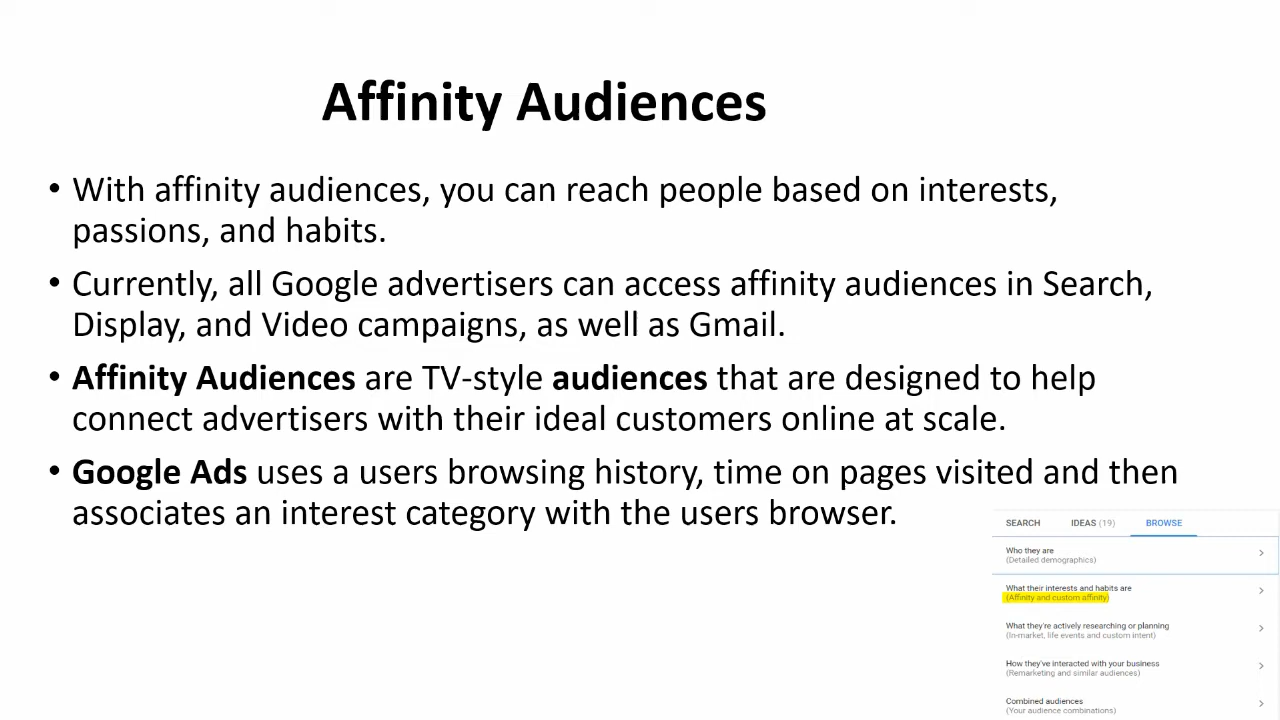 Affinity Audiences
• With affinity audiences, you can reach people based on interests,
passions, and habits.
• Currently, all Google advertisers can access affinity audiences in Search,
Display, and Video campaigns, as well as Gmail.
• Affinity Audiences are TV-style audiences that are designed to help
connect advertisers with their ideal customers online at scale.
• Google Ads uses a users browsing history, time on pages visited and then
associates an interest category with the users browser.
SEARCH IDEAS (19) BROWSE
Who they are
(Detailed demographics)
What their interests and habits are
(Affinity and custom affinity)
What they're actively researching or planning
(In-market, life events and custom intent)
How they've interacted with your business
(Remarketing and similar audiences)
Combined audiences
(Your audience combinations)